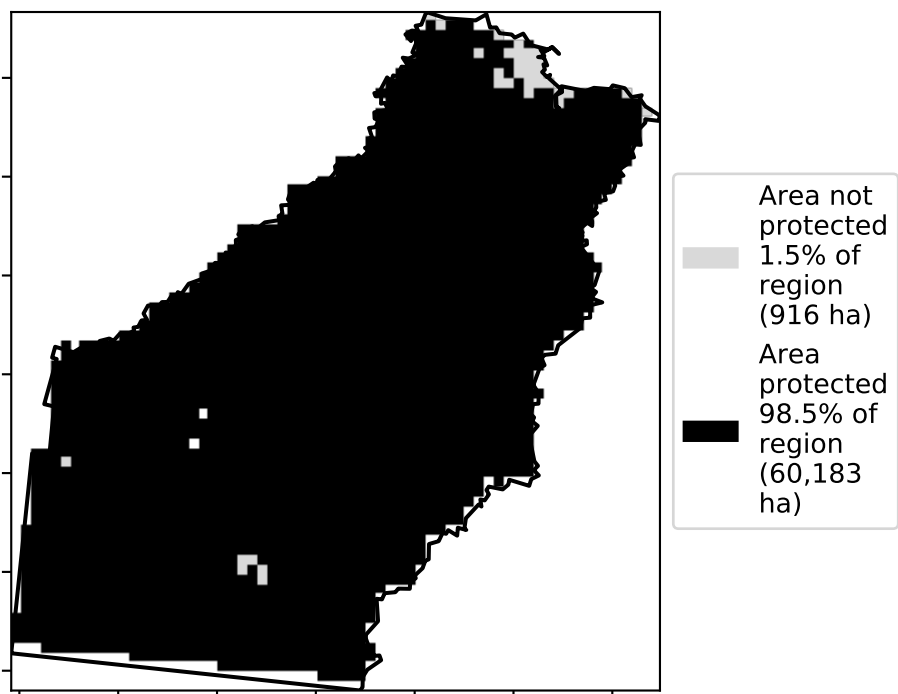 Area not
protected
1.5% of
region
(916 ha)
Area
protected
98.5% of
region
(60,183
ha)